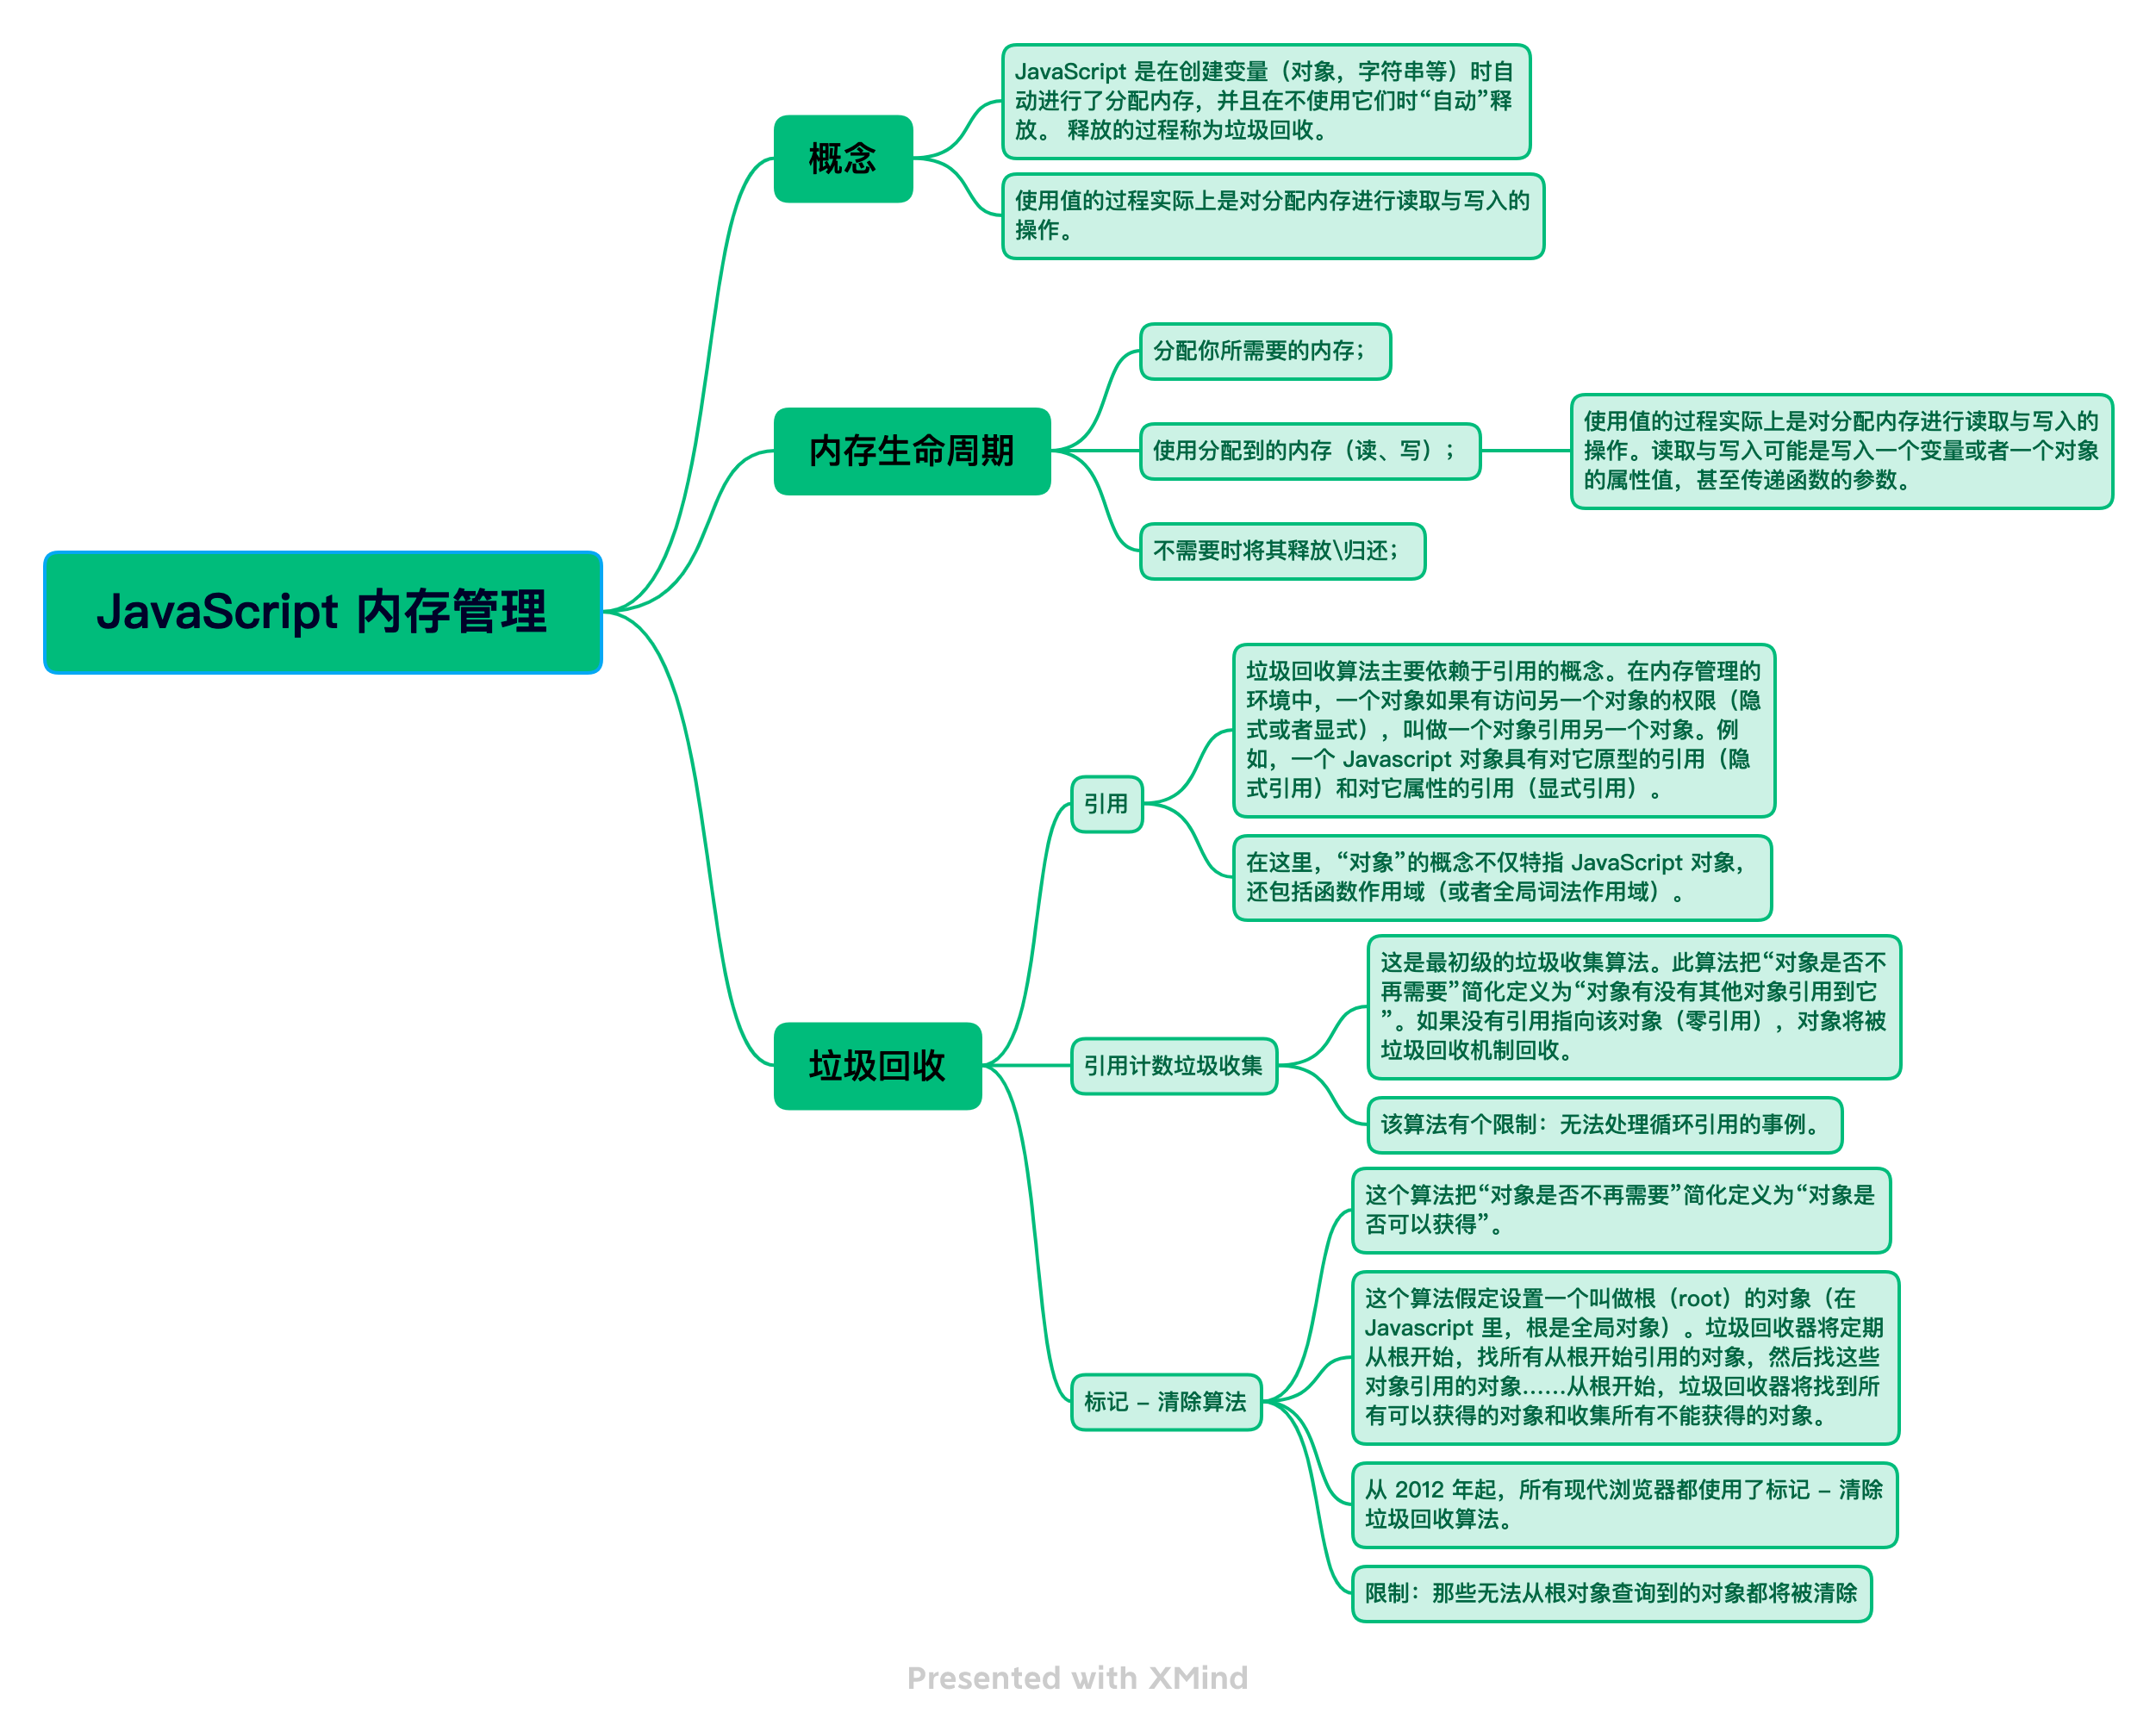 JavaScript 内存管理
概念
JavaScript 是在创建变量（对象，字符串等）时自
动进行了分配内存，并且在不使用它们时“自动”释
放。 释放的过程称为垃圾回收。
使用值的过程实际上是对分配内存进行读取与写入的
操作。
内存生命周期
分配你所需要的内存；
使用分配到的内存（读、写）；
使用值的过程实际上是对分配内存进行读取与写入的
操作。读取与写入可能是写入一个变量或者一个对象
的属性值，甚至传递函数的参数。
不需要时将其释放\归还；
垃圾回收
引用
垃圾回收算法主要依赖于引用的概念。在内存管理的
环境中，一个对象如果有访问另一个对象的权限（隐
式或者显式），叫做一个对象引用另一个对象。例
如，一个 Javascript 对象具有对它原型的引用（隐
式引用）和对它属性的引用（显式引用）。
在这里，“对象”的概念不仅特指 JavaScript 对象，
还包括函数作用域（或者全局词法作用域）。
引用计数垃圾收集
这是最初级的垃圾收集算法。此算法把“对象是否不
再需要”简化定义为“对象有没有其他对象引用到它
”。如果没有引用指向该对象（零引用），对象将被
垃圾回收机制回收。
该算法有个限制：无法处理循环引用的事例。
标记 – 清除算法
这个算法把“对象是否不再需要”简化定义为“对象是
否可以获得”。
这个算法假定设置一个叫做根（root）的对象（在
Javascript 里，根是全局对象）。垃圾回收器将定期
从根开始，找所有从根开始引用的对象，然后找这些
对象引用的对象……从根开始，垃圾回收器将找到所
有可以获得的对象和收集所有不能获得的对象。
从 2012 年起，所有现代浏览器都使用了标记 – 清除
垃圾回收算法。
限制：那些无法从根对象查询到的对象都将被清除
Presented with XMind